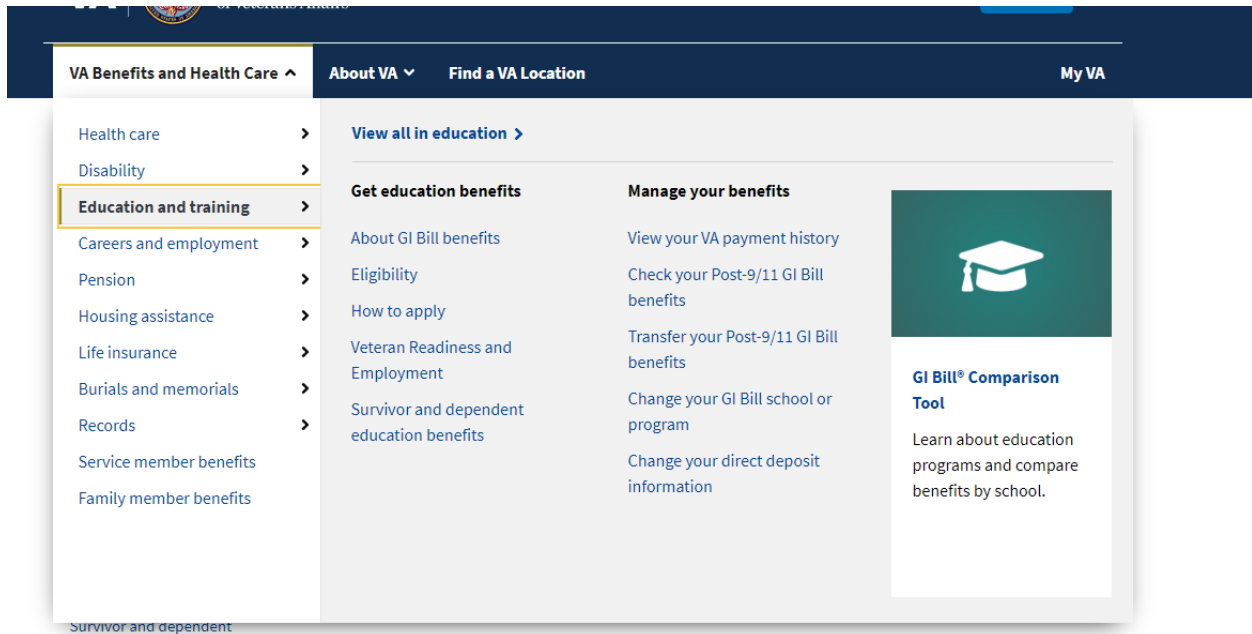 of Veterans Affairs
VA Benefits and Health Care
About VA
Find a VA Location
My VA
Health care
Disability
Education and training
Careers and employment
Pension
Housing assistance
Life insurance
Burials and memorials
Records
Service member benefits
Family member benefits
View all in education
Get education benefits
About GI Bill benefits
Eligibility
How to apply
Veteran Readiness and
Employment
Survivor and dependent
education benefits
Manage your benefits
View your VA payment history
Check your Post-9/11 GI Bill
benefits
Transfer your Post-9/11 GI Bill
benefits
Change your GI Bill school or
program
Change your direct deposit
information
GI Bill® Comparison
Tool
Learn about education
programs and compare
benefits by school.
Survivor and dependent